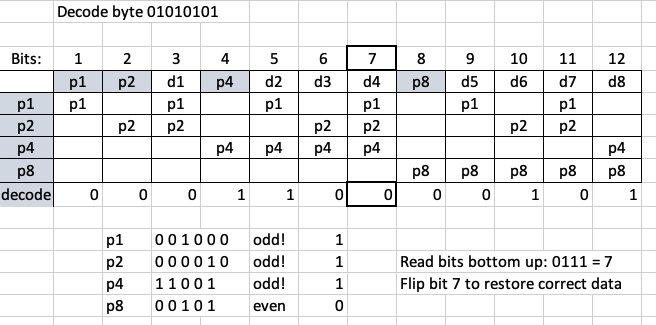 Decode byte 01010101
Bits: 1 2 3 4 5 6 7 8 9 10 11 12
p1 p2 d1 p4 d2 d3 d4 p8 d5 d6 d7 d8
p1 p1 p1 p1 p1 p1 p1
p2 p2 p2 p2 p2 p2 p2
p4 p4 p4 p4 p4 p4
p8 p8 p8 p8 p8 p8
decode 0 0 0 1 1 0 0 0 0 1 0 1
p1 0 0 1 0 0 0 odd! 1
p2 0 0 0 0 1 0 odd! 1 Read bits bottom up: 0111 = 7
p4 1 1 0 0 1 odd! 1 Flip bit 7 to restore correct data
p8 0 0 1 0 1 even 0